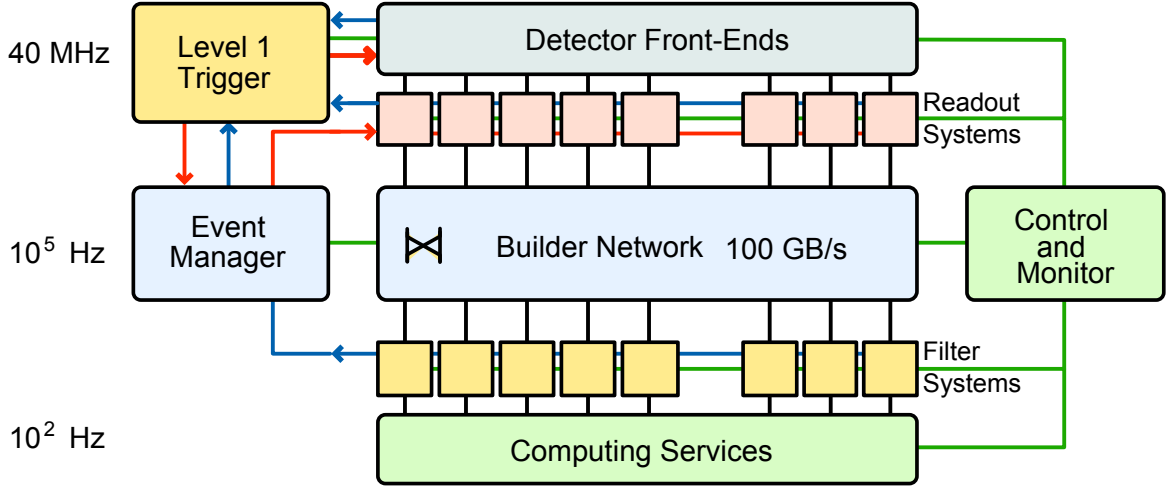 40 MHz
Level 1
Trigger
Detector Front-Ends
Readout
Systems
10⁵ Hz
Event
Manager
Builder Network 100 GB/s
Control
and
Monitor
Filter
Systems
10² Hz
Computing Services